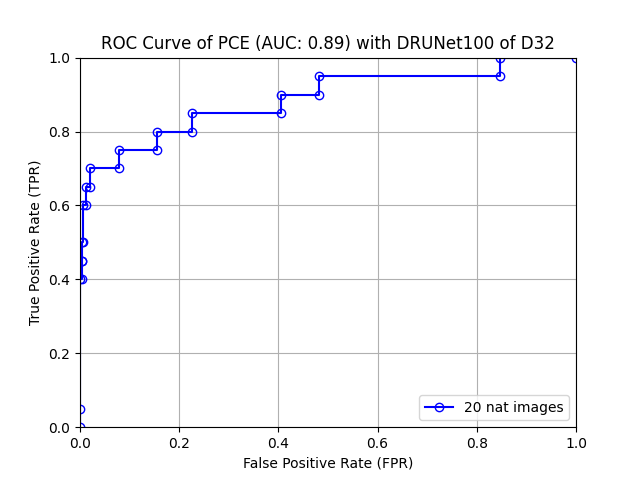 ROC Curve of PCE (AUC: 0.89) with DRUNet100 of D32
1.0
0.8
0.6
0.4
0.2
0.0
True Positive Rate (TPR)
20 nat images
0.0 0.2 0.4 0.6 0.8 1.0
False Positive Rate (FPR)